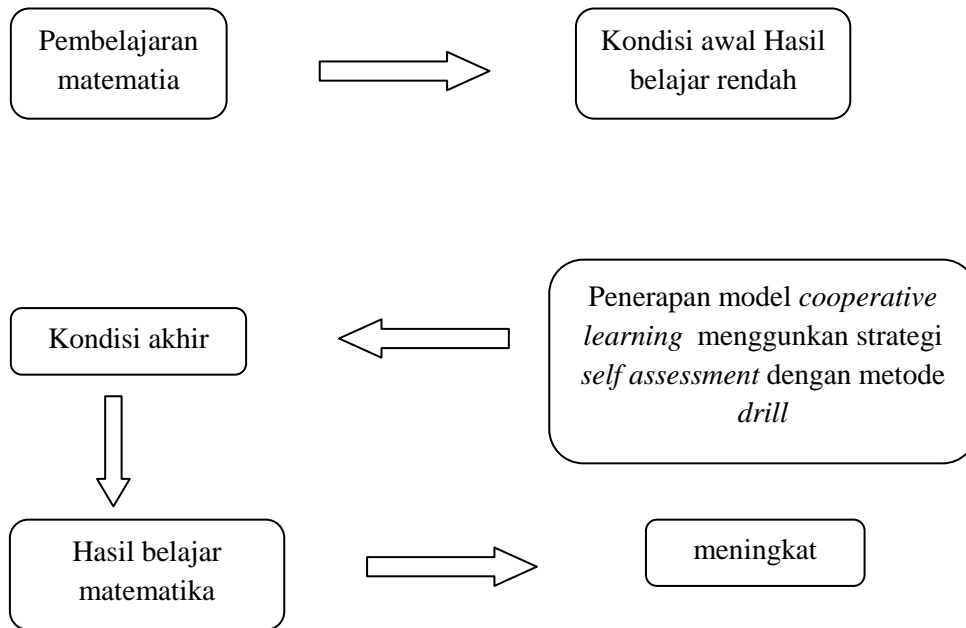 Pembelajaran
matematia
Kondisi awal Hasil
belajar rendah
Penerapan model cooperative
learning menggunkan strategi
self assessment dengan metode
drill
Kondisi akhir
Hasil belajar
matematika
meningkat